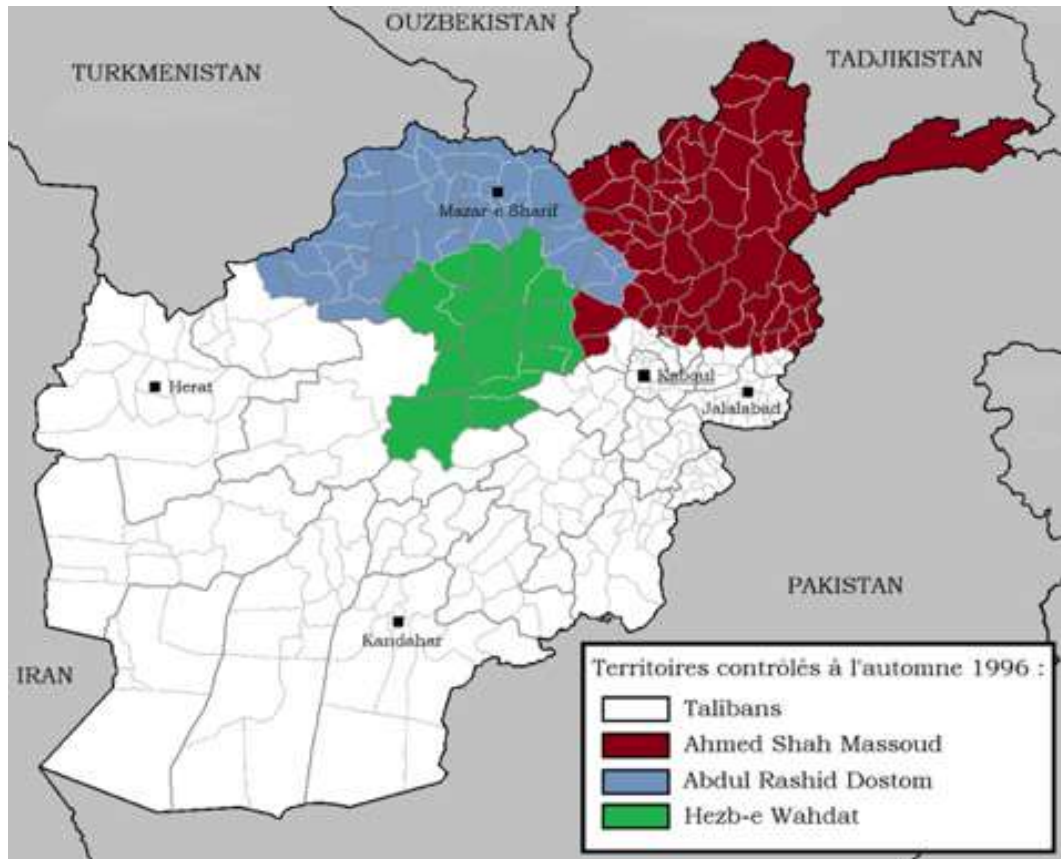 OUZBEKISTAN
TURKMENISTAN
TADJIKISTAN
Mazar-e Sharif
Herat
Kaboul
Jalalabad
PAKISTAN
Kandahar
IRAN
Territoires contrôlés à l'automne 1996 :
Talibans
Ahmed Shah Massoud
Abdul Rashid Dostom
Hezb-e Wahdat